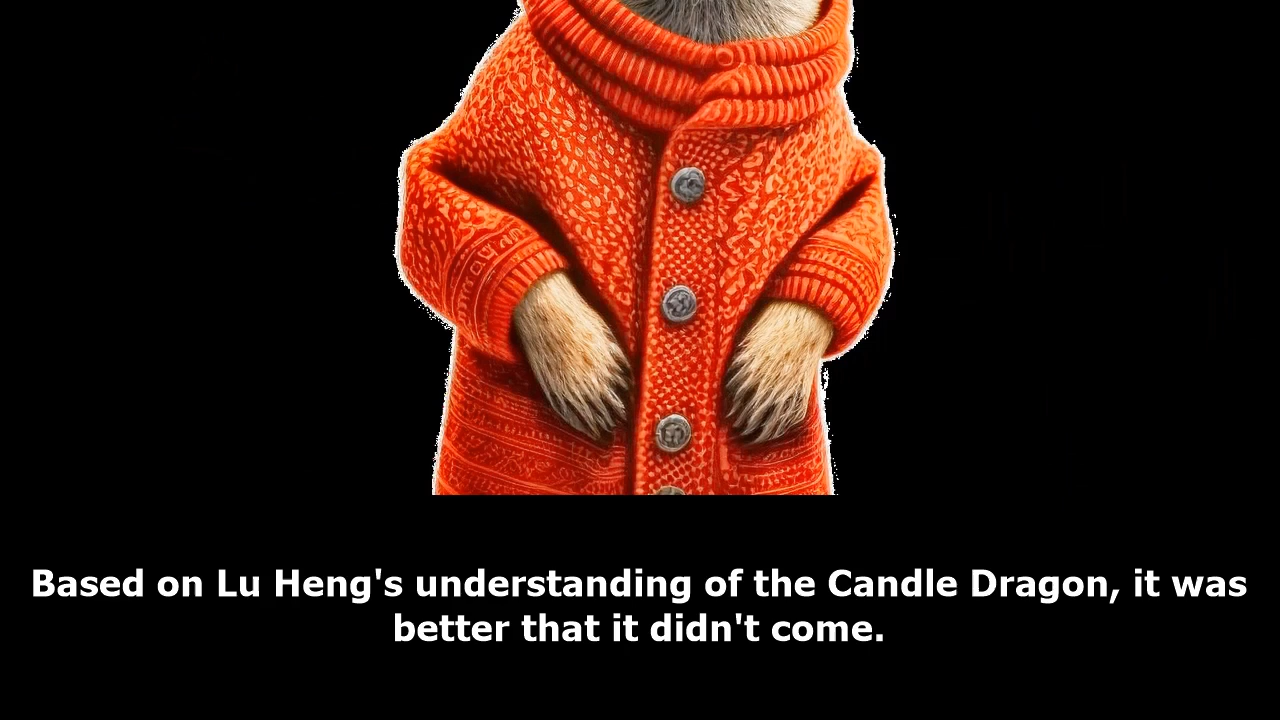 Based on Lu Heng's understanding of the Candle Dragon, it was
better that it didn't come.